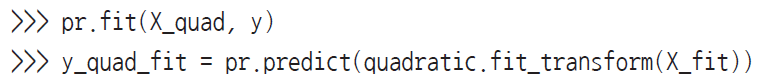 >>> pr.fit(X_quad, y)
>>> y_quad_fit = pr.predict(quadratic.fit_transform(X_fit))